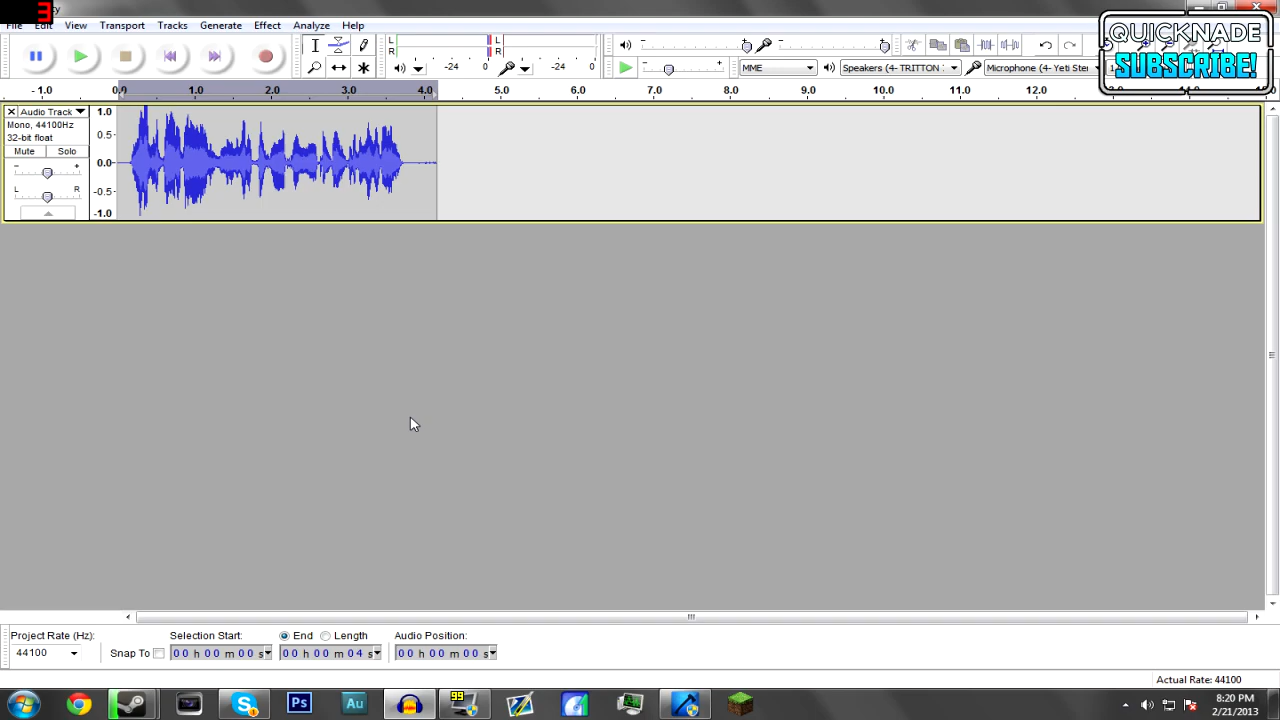 3
File Edit View Transport Tracks Generate Effect Analyze Help
QUICKNADE
SUBSCRIBE!
L
R
-24 0
L
R
-24 0
MME
Speakers (4- TRITTON
Microphone (4- Yeti Ster
-1.0 0.0 1.0 2.0 3.0 4.0 5.0 6.0 7.0 8.0 9.0 10.0 11.0 12.0 13.0
Audio Track
Mono, 44100Hz
32-bit float
Mute Solo
- +
L R
1.0
0.5
0.0
-0.5
-1.0
Project Rate (Hz): Selection Start: End Length Audio Position:
44100 Snap To 00 h 00 m 00 s 00 h 00 m 04 s 00 h 00 m 00 s
Actual Rate: 44100
99
Ps
Au
8:20 PM
2/21/2013